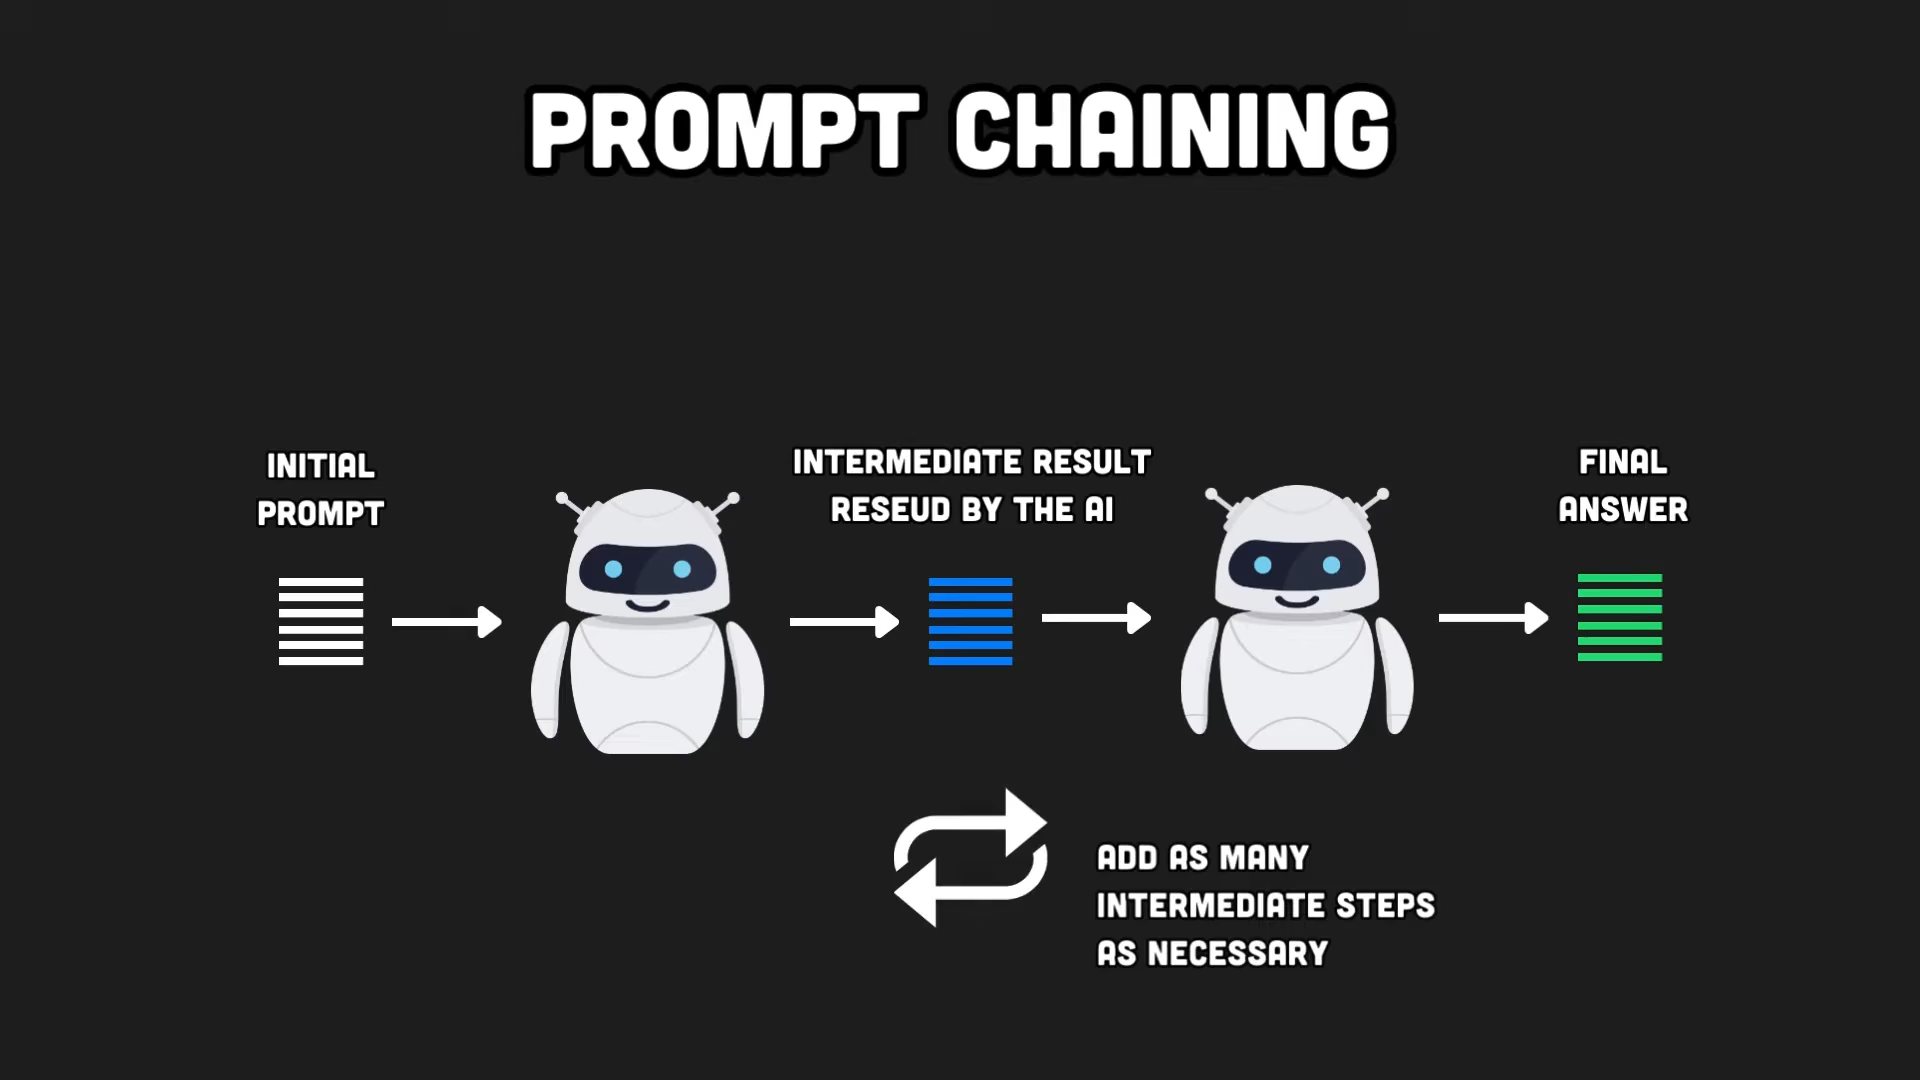 PROMPT CHAINING
INITIAL
PROMPT
INTERMEDIATE RESULT
RESEUD BY THE AI
FINAL
ANSWER
ADD AS MANY
INTERMEDIATE STEPS
AS NECESSARY